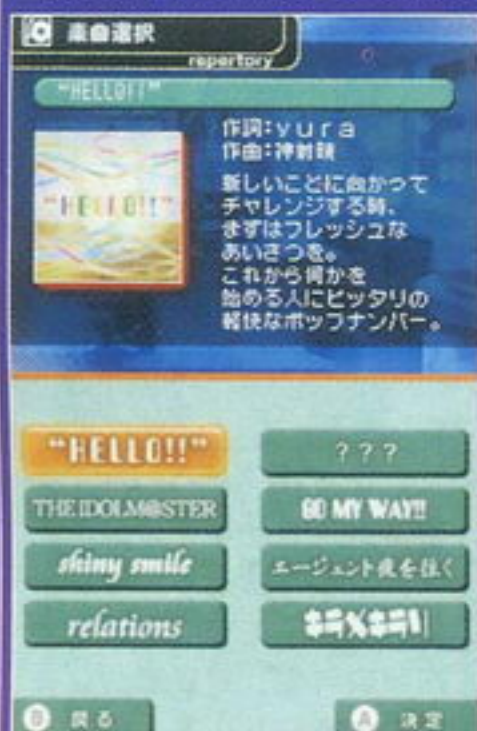 楽曲選択
repertory
"HELLO!!"
"HELLO!!"
作詞:yura
作曲:神前暁
新しいことに向かって
チャレンジする時、
まずはフレッシュな
あいさつを。
これから何かを
始める人にピッタリの
軽快なポップナンバー。
"HELLO!!"
???
THE IDOLM@STER
GO MY WAY!!
shiny smile
エージェント夜を往く
relations
キラメキラリ
B 戻る
A 決定